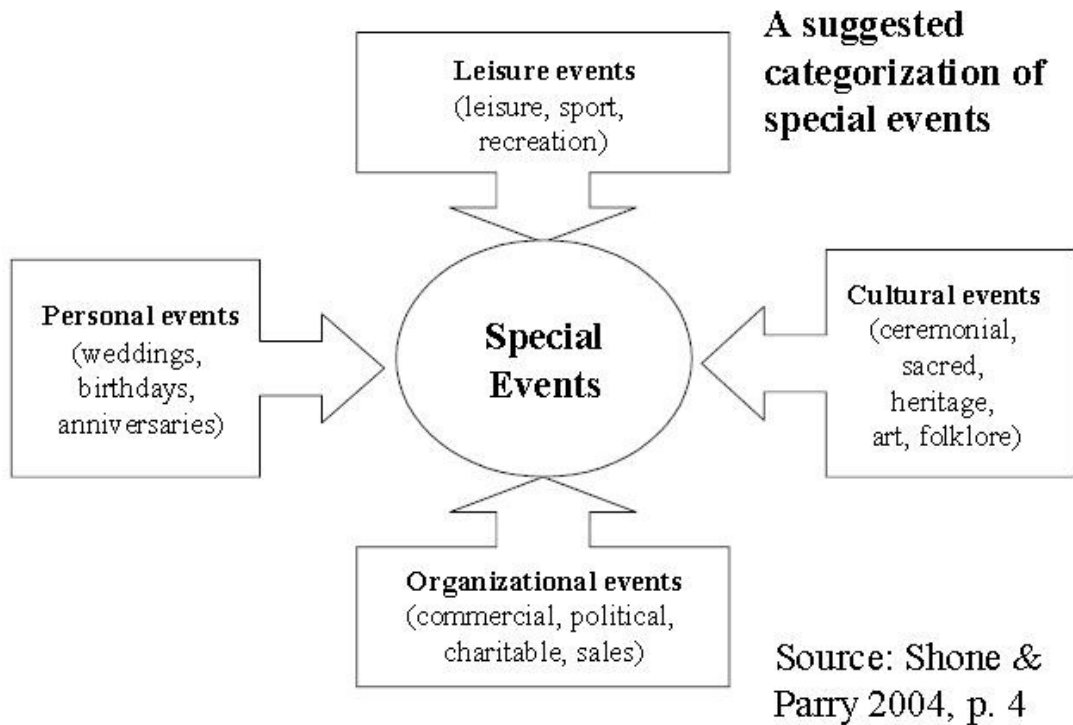 A suggested
categorization of
special events
Leisure events
(leisure, sport,
recreation)
Personal events
(weddings,
birthdays,
anniversaries)
Special
Events
Cultural events
(ceremonial,
sacred,
heritage,
art, folklore)
Organizational events
(commercial, political,
charitable, sales)
Source: Shone &
Parry 2004, p. 4